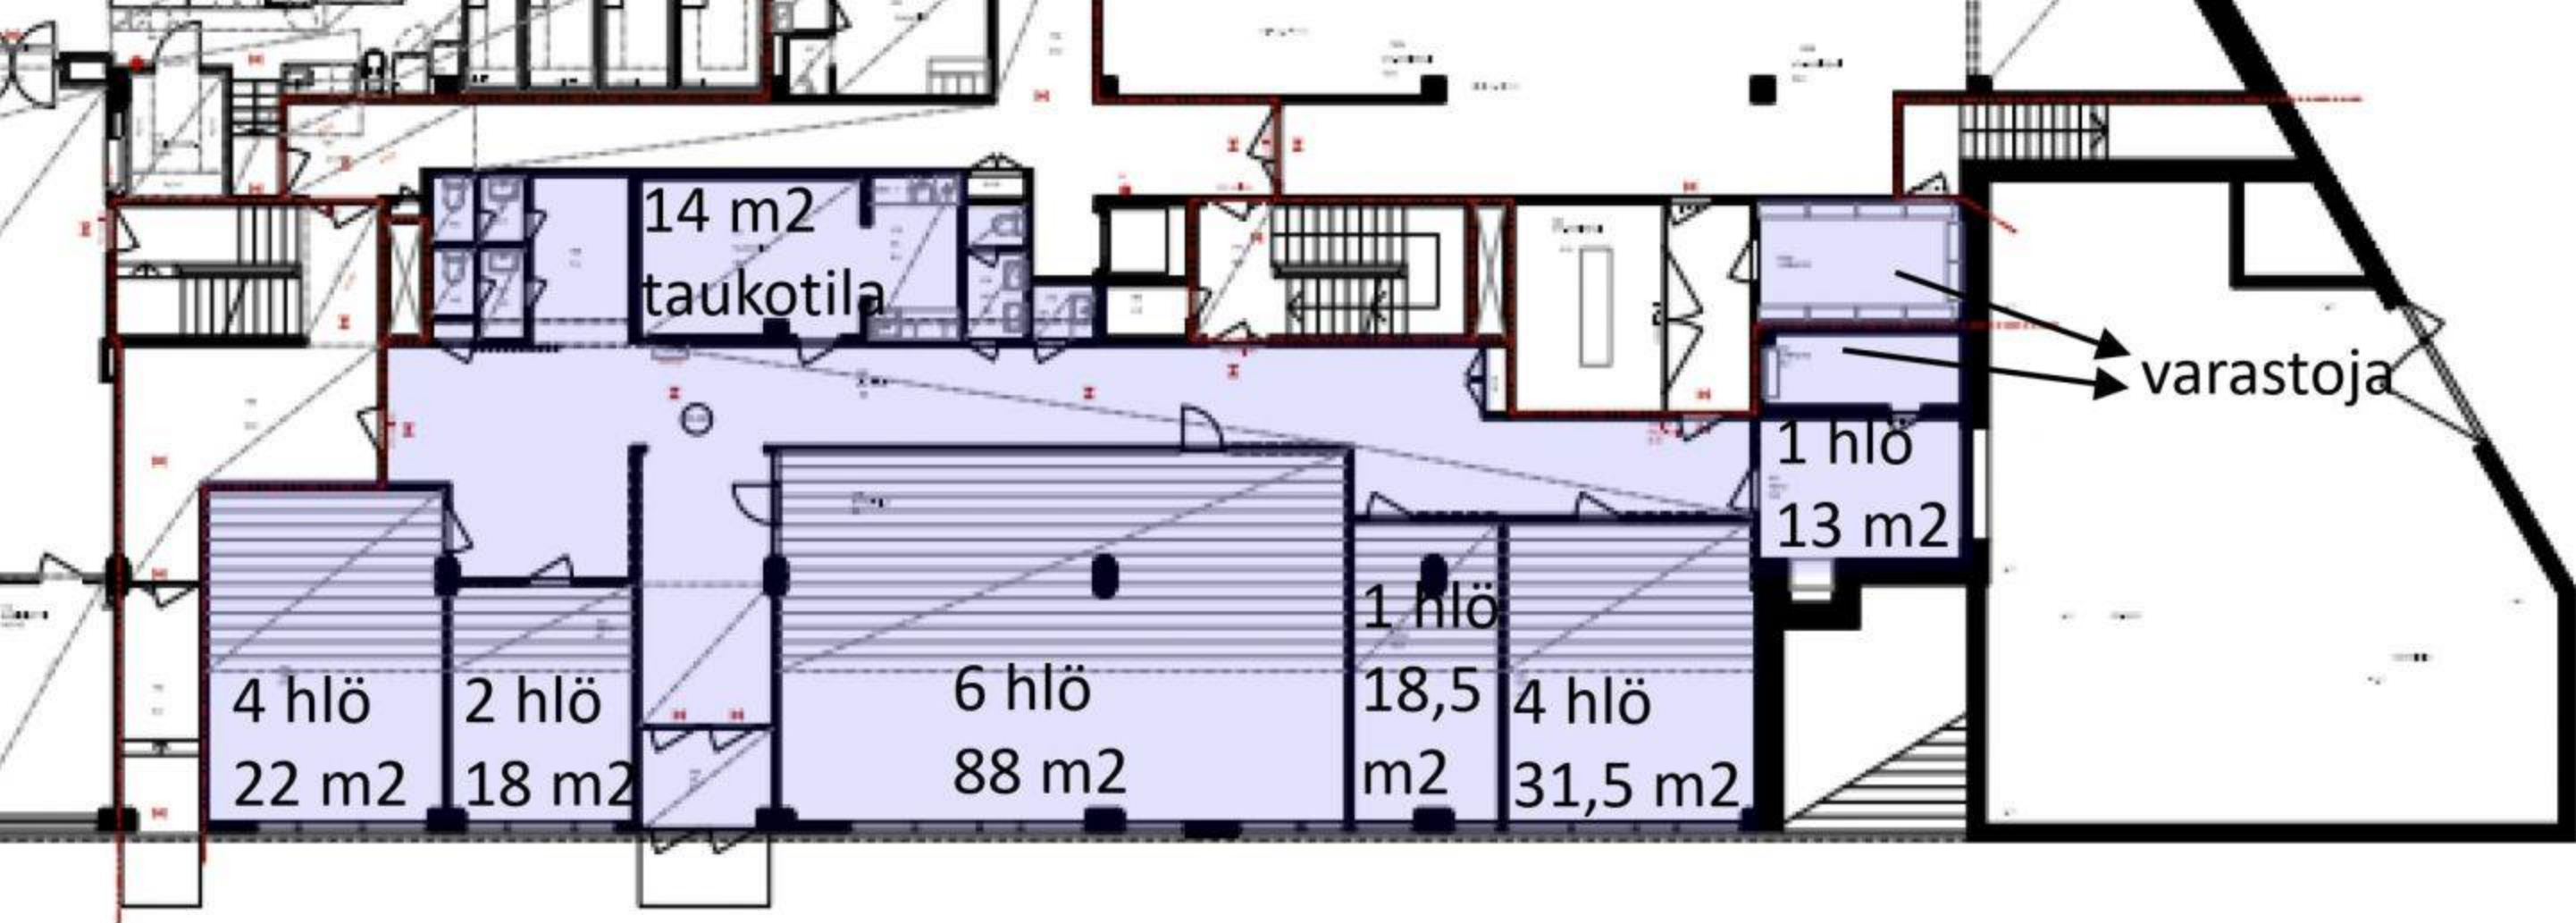 14 m2
taukotila
varastoja
1 hlö
13 m2
4 hlö
22 m2
2 hlö
18 m2
6 hlö
88 m2
1 hlö
18,5
m2
4 hlö
31,5 m2